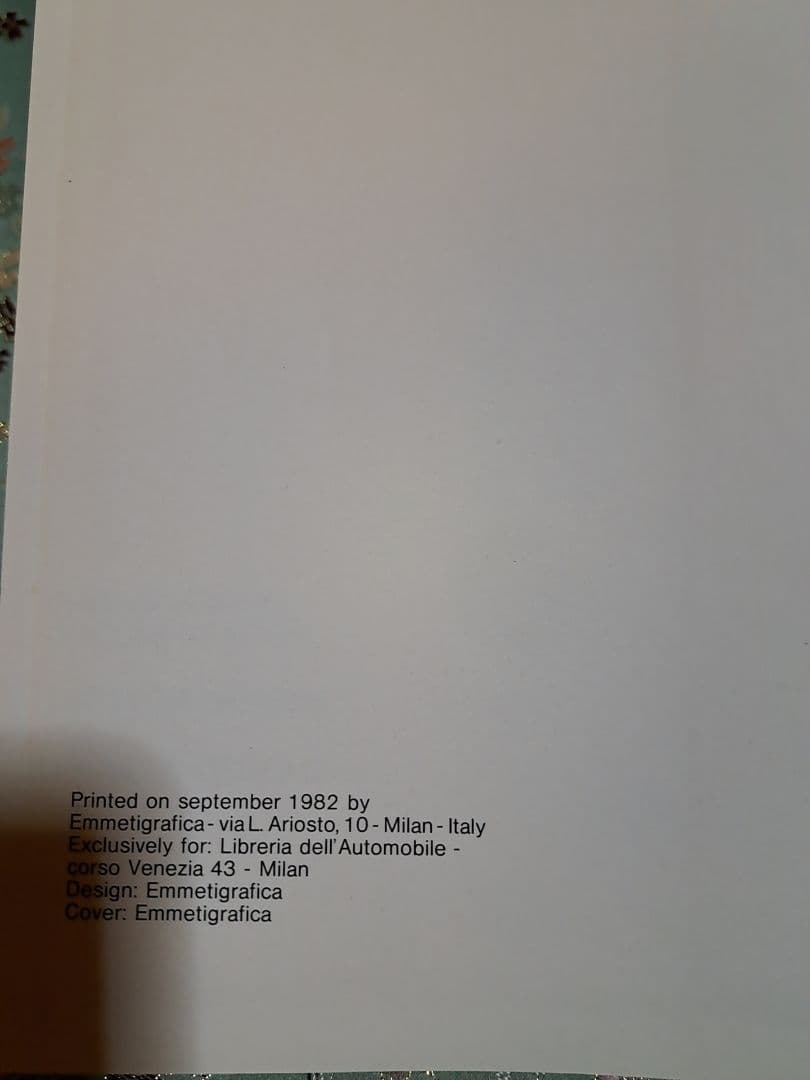 Printed on september 1982 by
Emmetigrafica - via L. Ariosto, 10 - Milan - Italy
Exclusively for: Libreria dell'Automobile -
corso Venezia 43 - Milan
Design: Emmetigrafica
Cover: Emmetigrafica